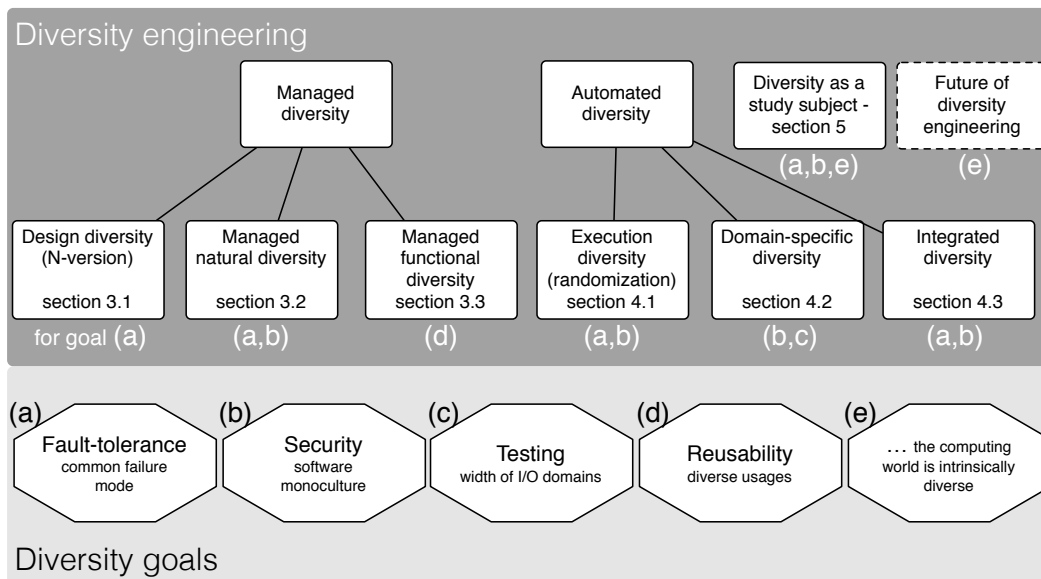 Diversity engineering
Managed
diversity
Automated
diversity
Diversity as a
study subject -
section 5
(a,b,e)
Future of
diversity
engineering
(e)
Design diversity
(N-version)
section 3.1
for goal (a)
Managed
natural diversity
section 3.2
(a,b)
Managed
functional
diversity
section 3.3
(d)
Execution
diversity
(randomization)
section 4.1
(a,b)
Domain-specific
diversity
section 4.2
(b,c)
Integrated
diversity
section 4.3
(a,b)
(a)
Fault-tolerance
common failure
mode
(b)
Security
software
monoculture
(c)
Testing
width of I/O domains
(d)
Reusability
diverse usages
(e)
... the computing
world is intrinsically
diverse
Diversity goals